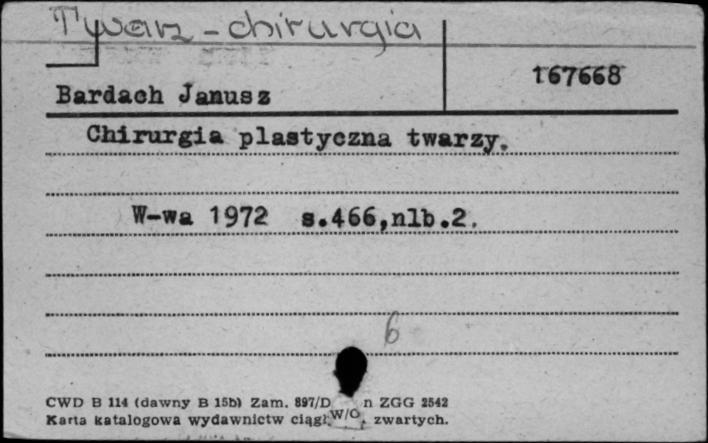 Twarz - chirurgia
167668
Bardach Janusz
Chirurgia plastyczna twarzy.
W-wa 1972 s.466,nlb.2.
6
CWD B 114 (dawny B 15b) Zam. 897/D n ZGG 2542
Karta katalogowa wydawnictw ciągł. W/O, zwartych.